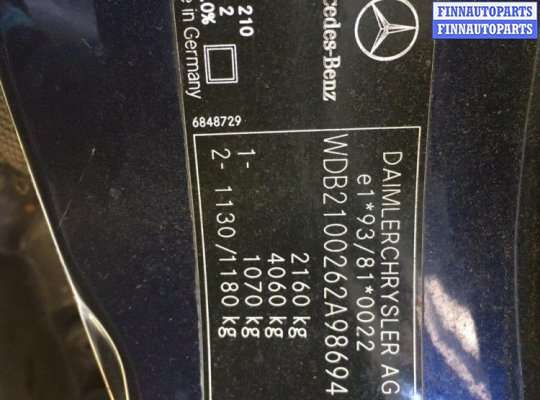 FINNAUTOPARTS
FINNAUTOPARTS
DAIMLERCHRYSLER AG
e1*93/81*0022
WDB2100262A98694
2160 kg
4060 kg
1- 1070 kg
2- 1130/1180 kg
Mercedes-Benz
6848729
210
2
.0%
in Germany